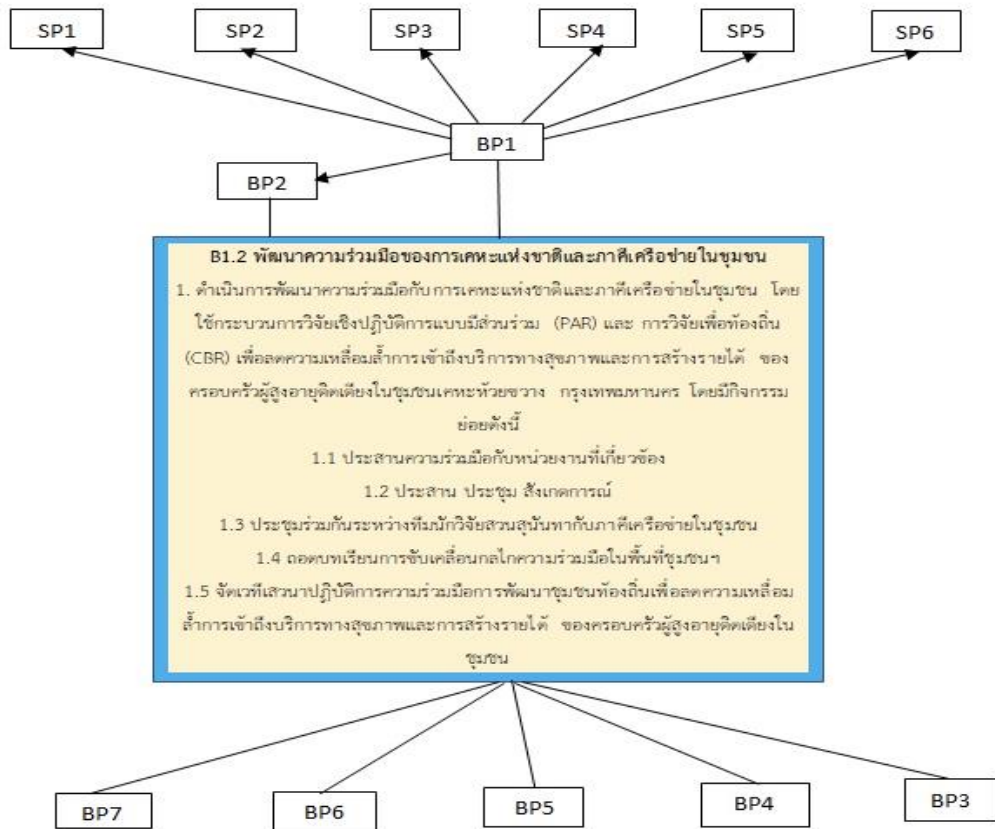 SP1 SP2 SP3 SP4 SP5 SP6
BP1
BP2
B1.2 พัฒนาความร่วมมือของการเคหะแห่งชาติและภาคีเครือข่ายในชุมชน
1. ดำเนินการพัฒนาความร่วมมือกับการเคหะแห่งชาติและภาคีเครือข่ายในชุมชน โดย
ใช้กระบวนการวิจัยเชิงปฏิบัติการแบบมีส่วนร่วม (PAR) และ การวิจัยเพื่อท้องถิ่น
(CBR) เพื่อลดความเหลื่อมล้ำการเข้าถึงบริการทางสุขภาพและการสร้างรายได้ ของ
ครอบครัวผู้สูงอายุติดเตียงในชุมชนเคหะห้วยขวาง กรุงเทพมหานคร โดยมีกิจกรรม
ย่อยดังนี้
1.1 ประสานความร่วมมือกับหน่วยงานที่เกี่ยวข้อง
1.2 ประสาน ประชุม สังเกตการณ์
1.3 ประชุมร่วมกันระหว่างทีมนักวิจัยสวนสุนันทากับภาคีเครือข่ายในชุมชน
1.4 ถอดบทเรียนการขับเคลื่อนกลไกความร่วมมือในพื้นที่ชุมชนฯ
1.5 จัดเวทีเสวนาปฏิบัติการความร่วมมือการพัฒนาชุมชนท้องถิ่นเพื่อลดความเหลื่อม
ล้ำการเข้าถึงบริการทางสุขภาพและการสร้างรายได้ ของครอบครัวผู้สูงอายุติดเตียงใน
ชุมชน
BP7 BP6 BP5 BP4 BP3